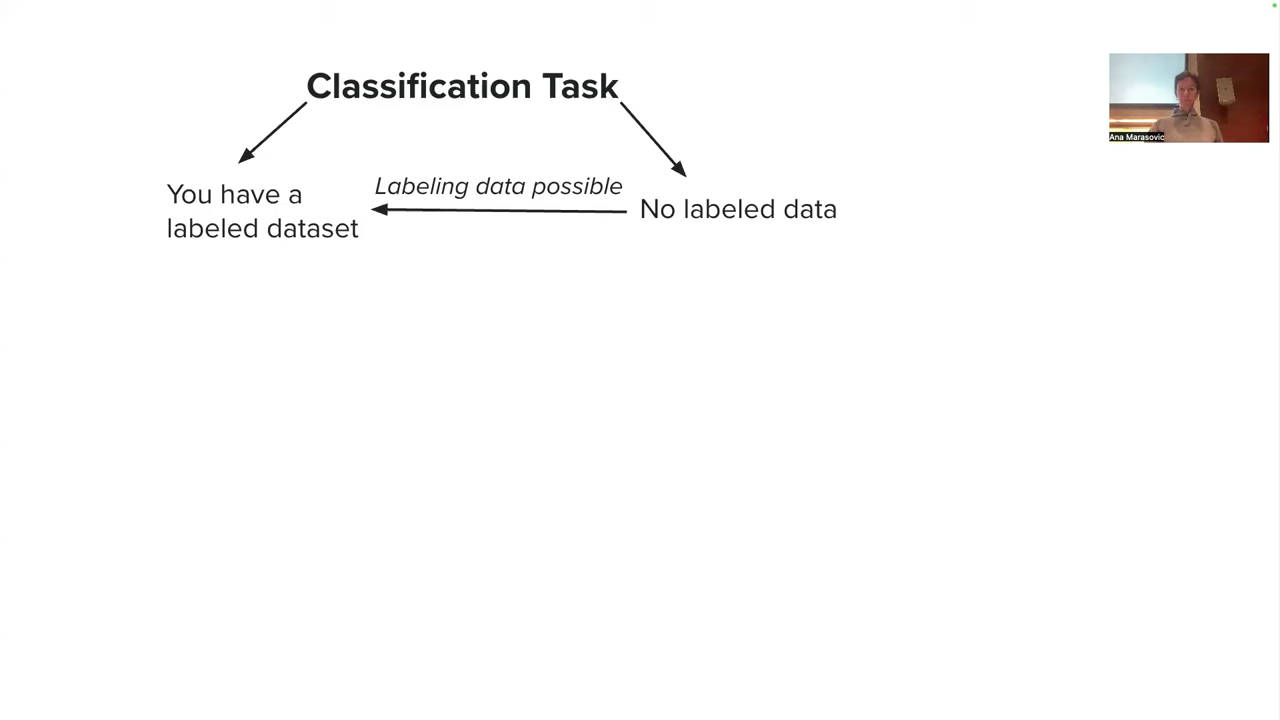 Classification Task
Ana Marasovic
Labeling data possible
You have a
labeled dataset
No labeled data